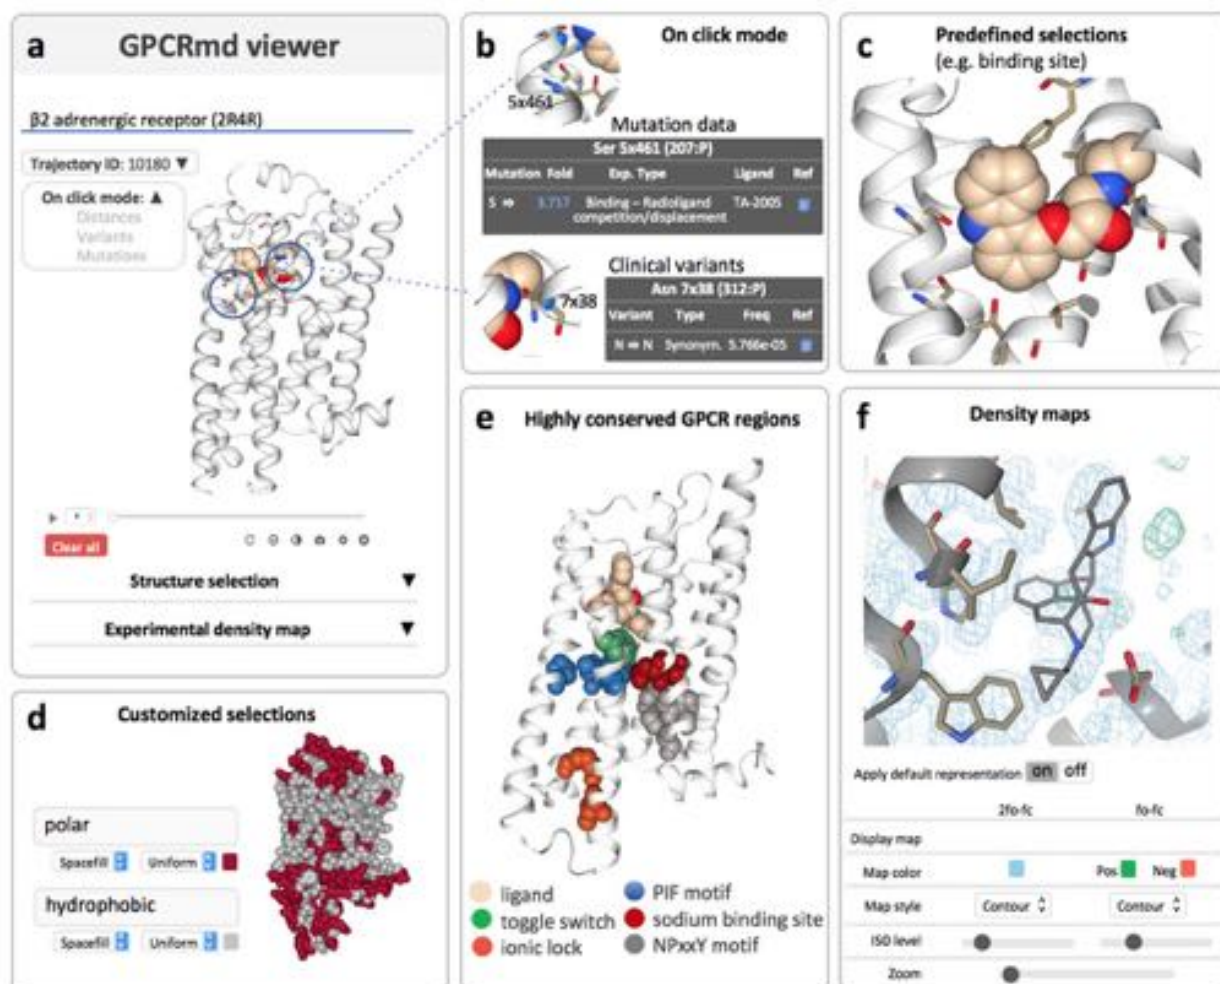 a
GPCRmd viewer
β2 adrenergic receptor (2R4R)
Trajectory ID: 10180 ▼
On click mode: ▲
Distances
Variants
Mutations
Clear all
Structure selection ▼
Experimental density map ▼
b
On click mode
5x461
Mutation data
Ser 5x461 (207:P)
Mutation Fold Exp. Type Ligand Ref
S ⇒ 3.717 Binding – Radioligand TA-2005
competition/displacement
7x38
Clinical variants
Asn 7x38 (312:P)
Variant Type Freq Ref
N ⇒ N Synonym. 5.766e-05
c
Predefined selections
(e.g. binding site)
d
Customized selections
polar
Spacefill Uniform
hydrophobic
Spacefill Uniform
e
Highly conserved GPCR regions
ligand
PIF motif
toggle switch
sodium binding site
ionic lock
NPxxY motif
f
Density maps
Apply default representation on off
2fo-fc fo-fc
Display map
Map color Pos Neg
Map style Contour Contour
ISO level
Zoom